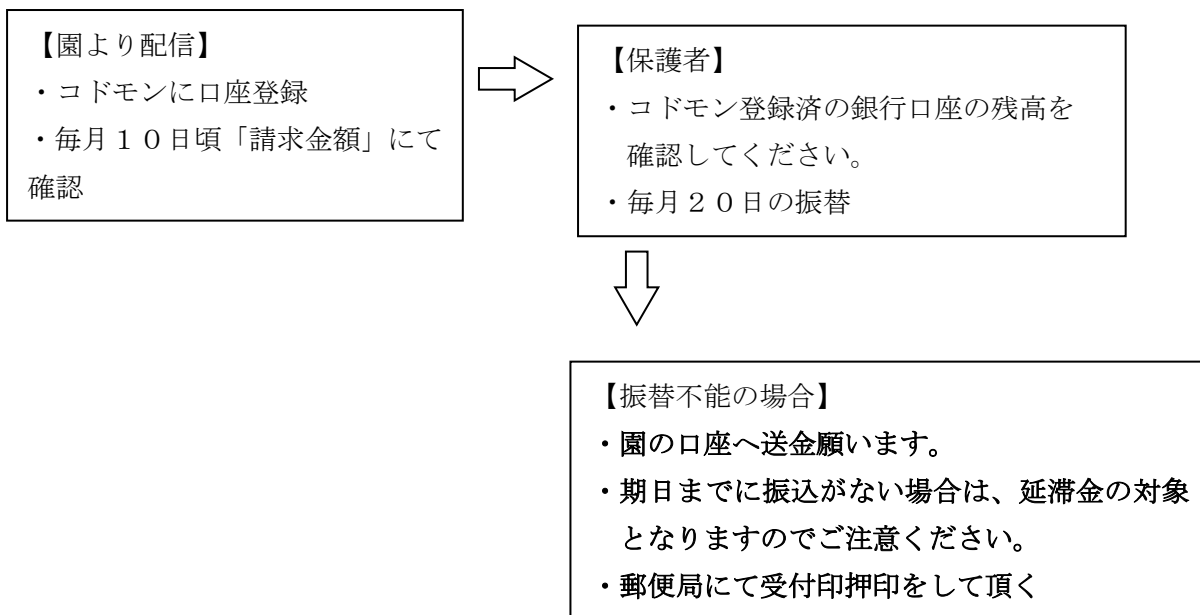 【園より配信】
・コドモンに口座登録
・毎月１０日頃「請求金額」にて
確認
【保護者】
・コドモン登録済の銀行口座の残高を
確認してください。
・毎月２０日の振替
【振替不能の場合】
・園の口座へ送金願います。
・期日までに振込がない場合は、延滞金の対象
となりますのでご注意ください。
・郵便局にて受付印押印をして頂く